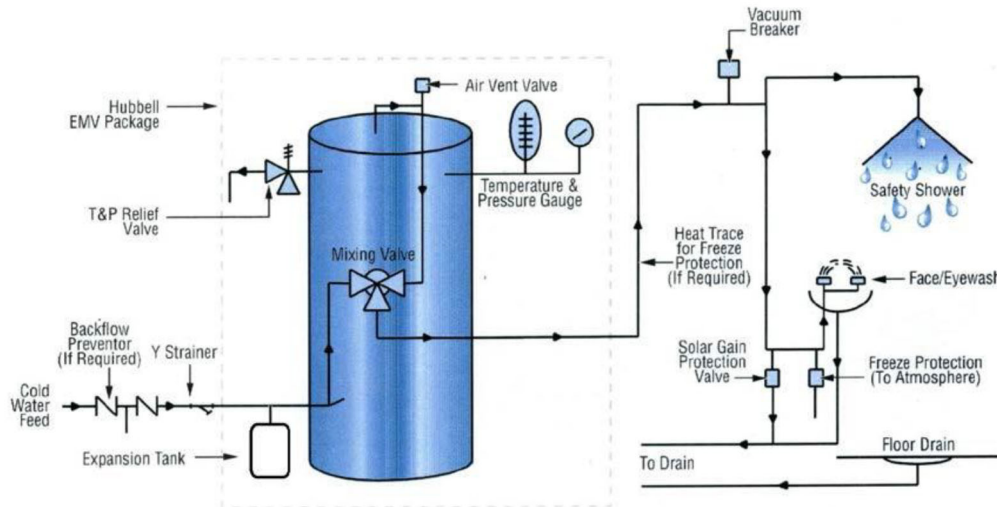 Vacuum
Breaker
Air Vent Valve
Hubbell
EMV Package
T&P Relief
Valve
Temperature &
Pressure Gauge
Safety Shower
Mixing Valve
Heat Trace
for Freeze
Protection
(If Required)
Face/Eyewash
Backflow
Preventor
(If Required)
Y Strainer
Cold
Water
Feed
Expansion Tank
Solar Gain
Protection
Valve
Freeze Protection
(To Atmosphere)
To Drain
Floor Drain